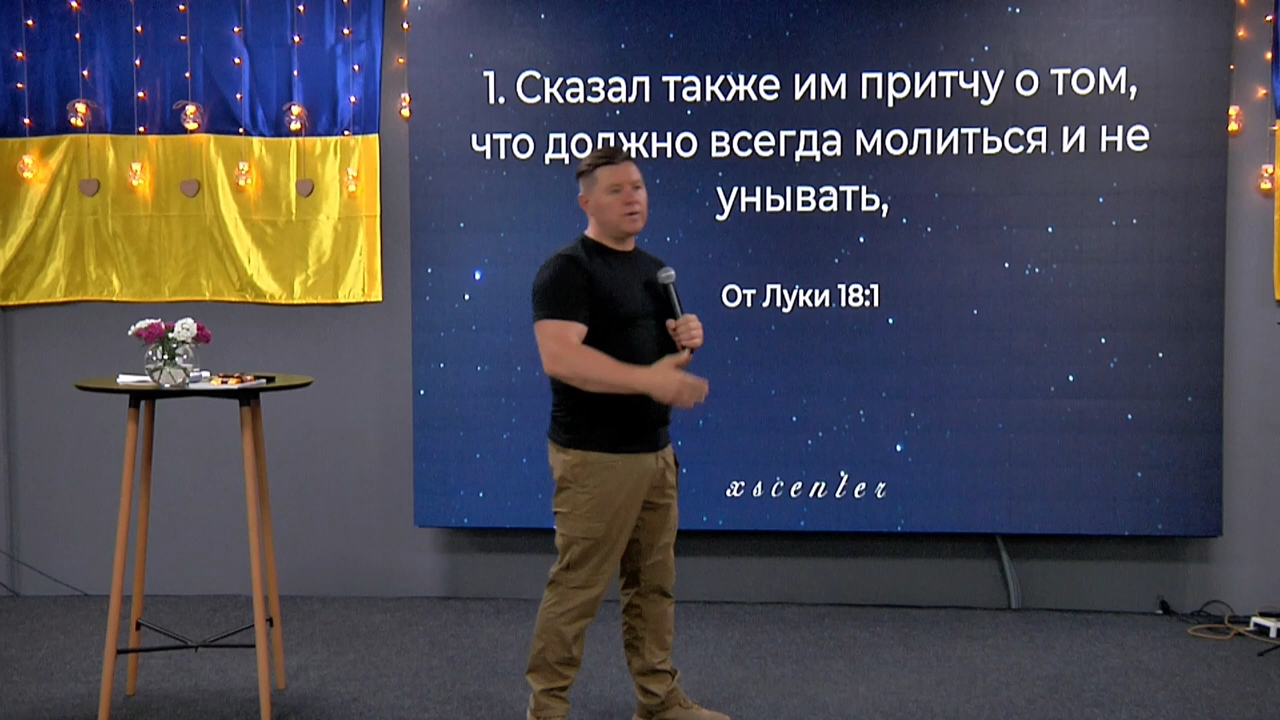 1. Сказал также им притчу о том,
что должно всегда молиться и не
унывать,
От Луки 18:1
xscenter